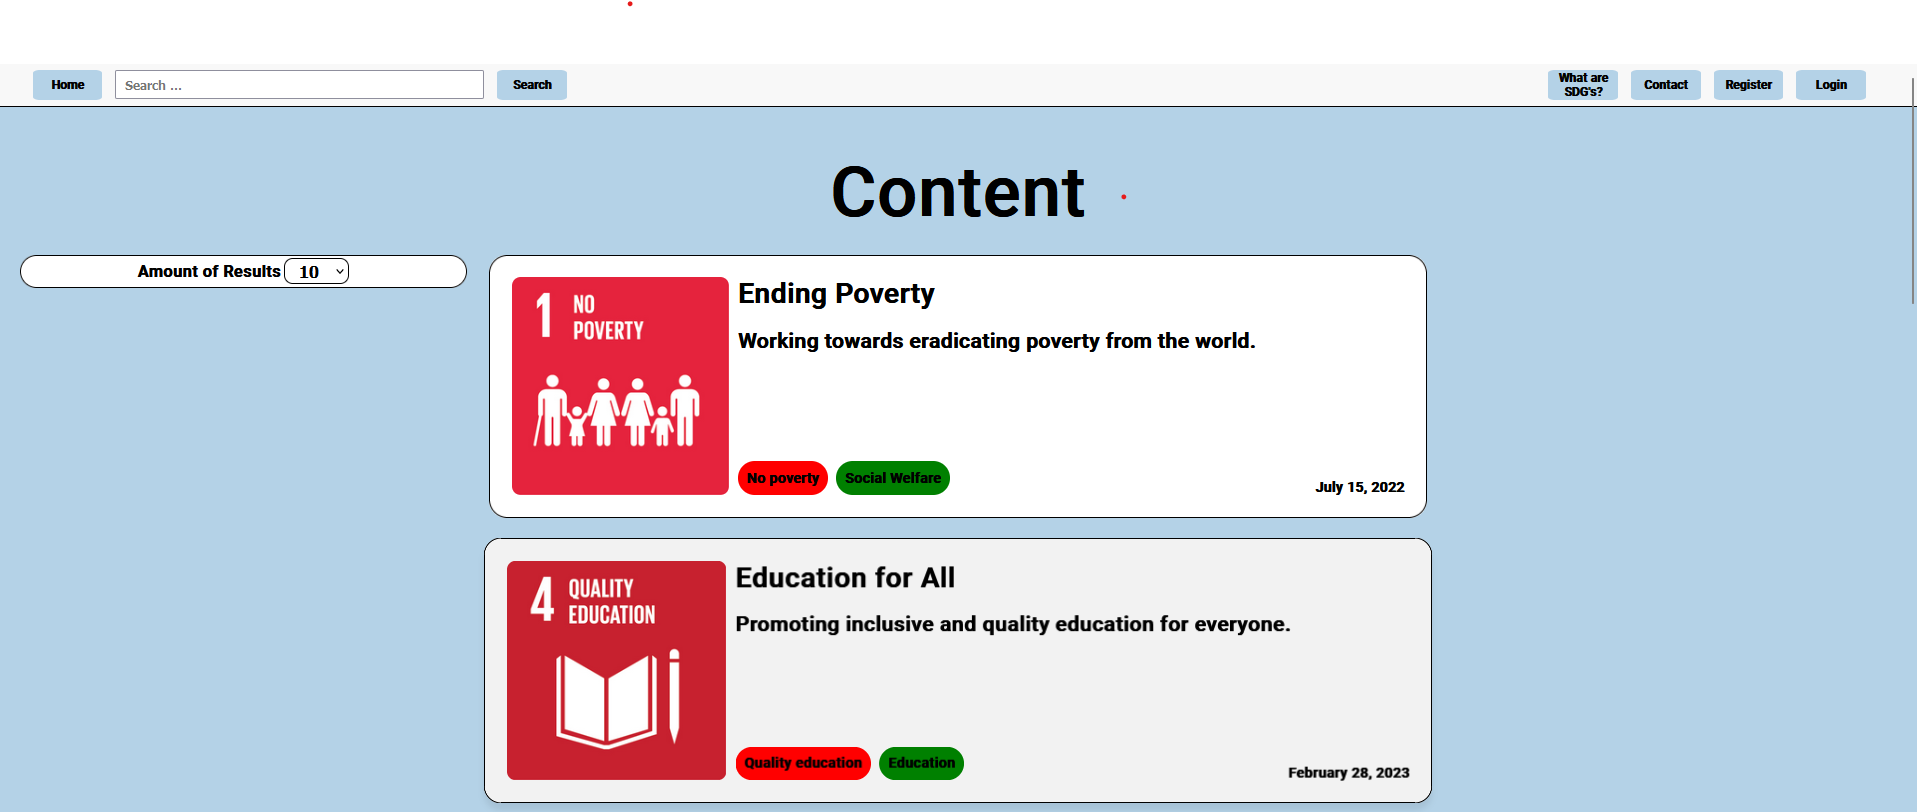 Home
Search ...
Search
What are
SDG's?
Contact
Register
Login
Content
Amount of Results 10
1 NO
POVERTY
Ending Poverty
Working towards eradicating poverty from the world.
No poverty
Social Welfare
July 15, 2022
4 QUALITY
EDUCATION
Education for All
Promoting inclusive and quality education for everyone.
Quality education
Education
February 28, 2023